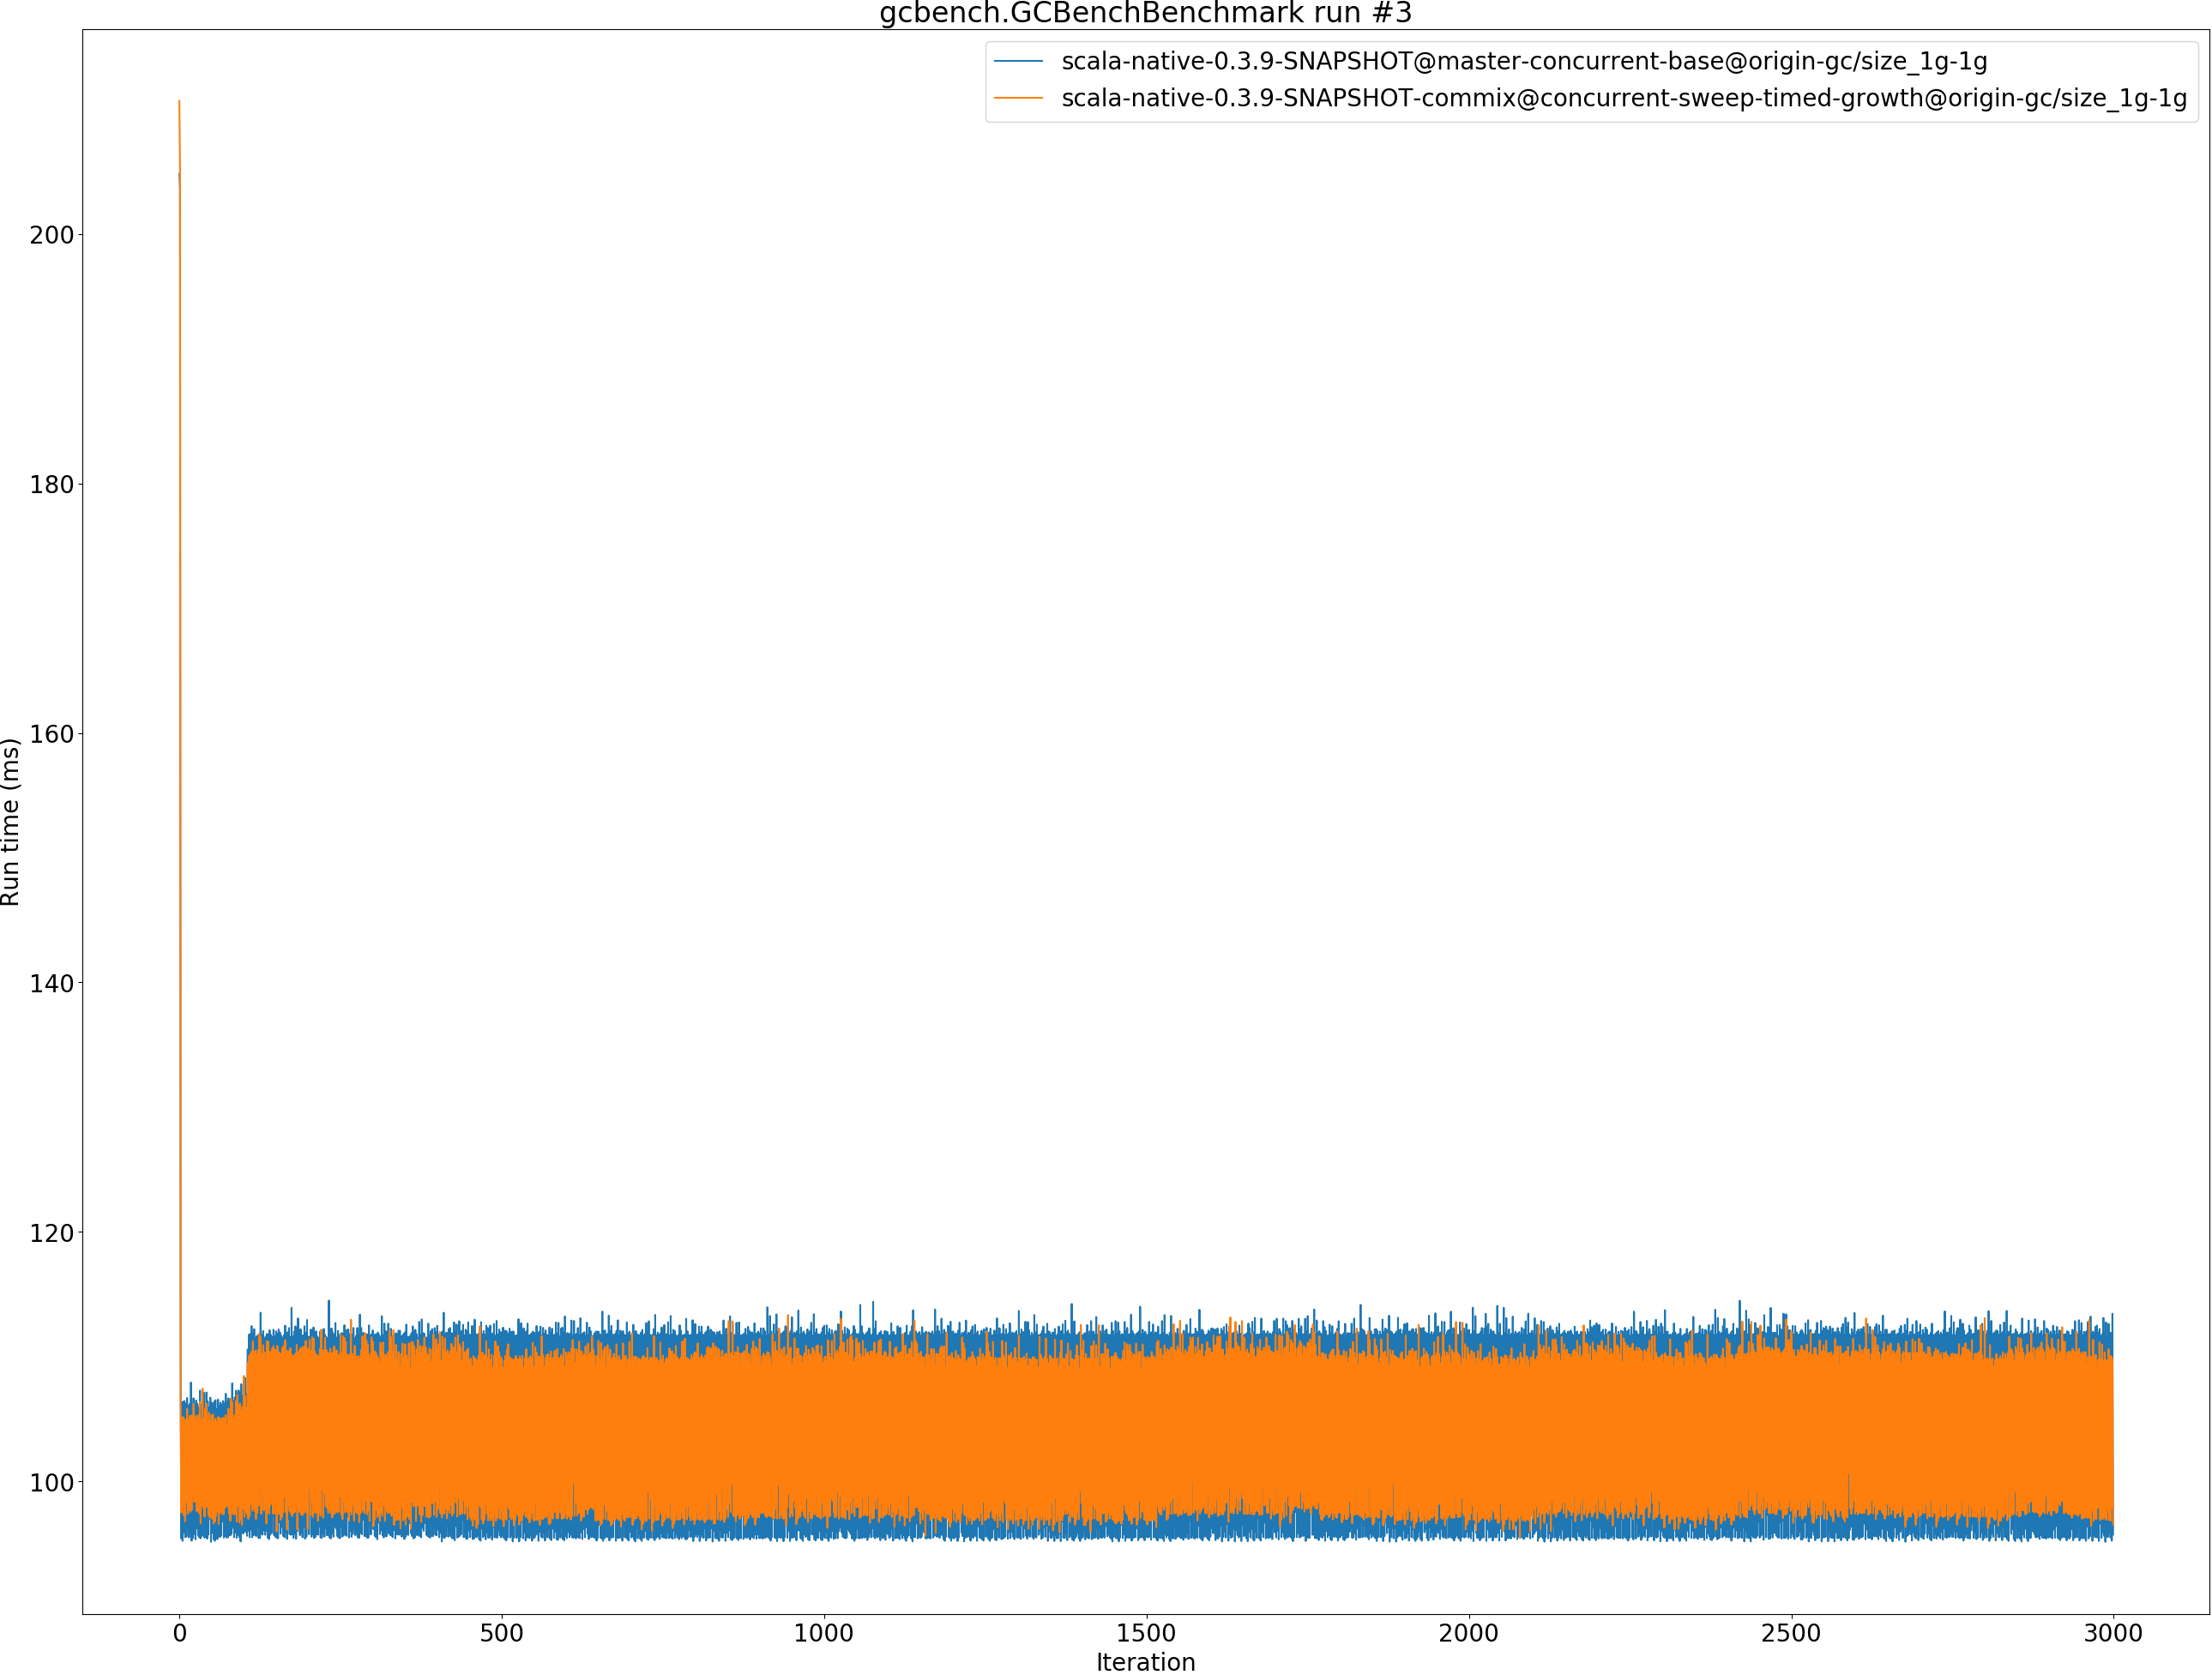 gcbench.GCBenchBenchmark run #3
scala-native-0.3.9-SNAPSHOT@master-concurrent-base@origin-gc/size_1g-1g
scala-native-0.3.9-SNAPSHOT-commix@concurrent-sweep-timed-growth@origin-gc/size_1g-1g
200
180
160
140
120
100
Run time (ms)
0 500 1000 1500 2000 2500 3000
Iteration